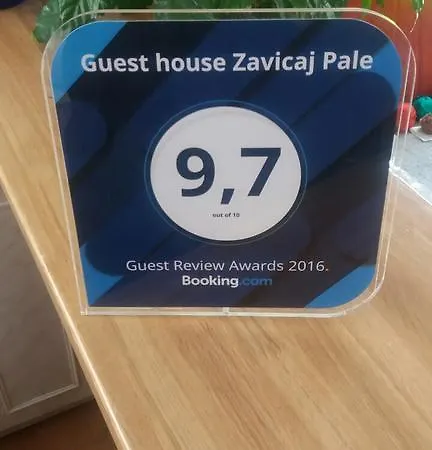 Guest house Zavicaj Pale
9,7
out of 10
Guest Review Awards 2016.
Booking.com